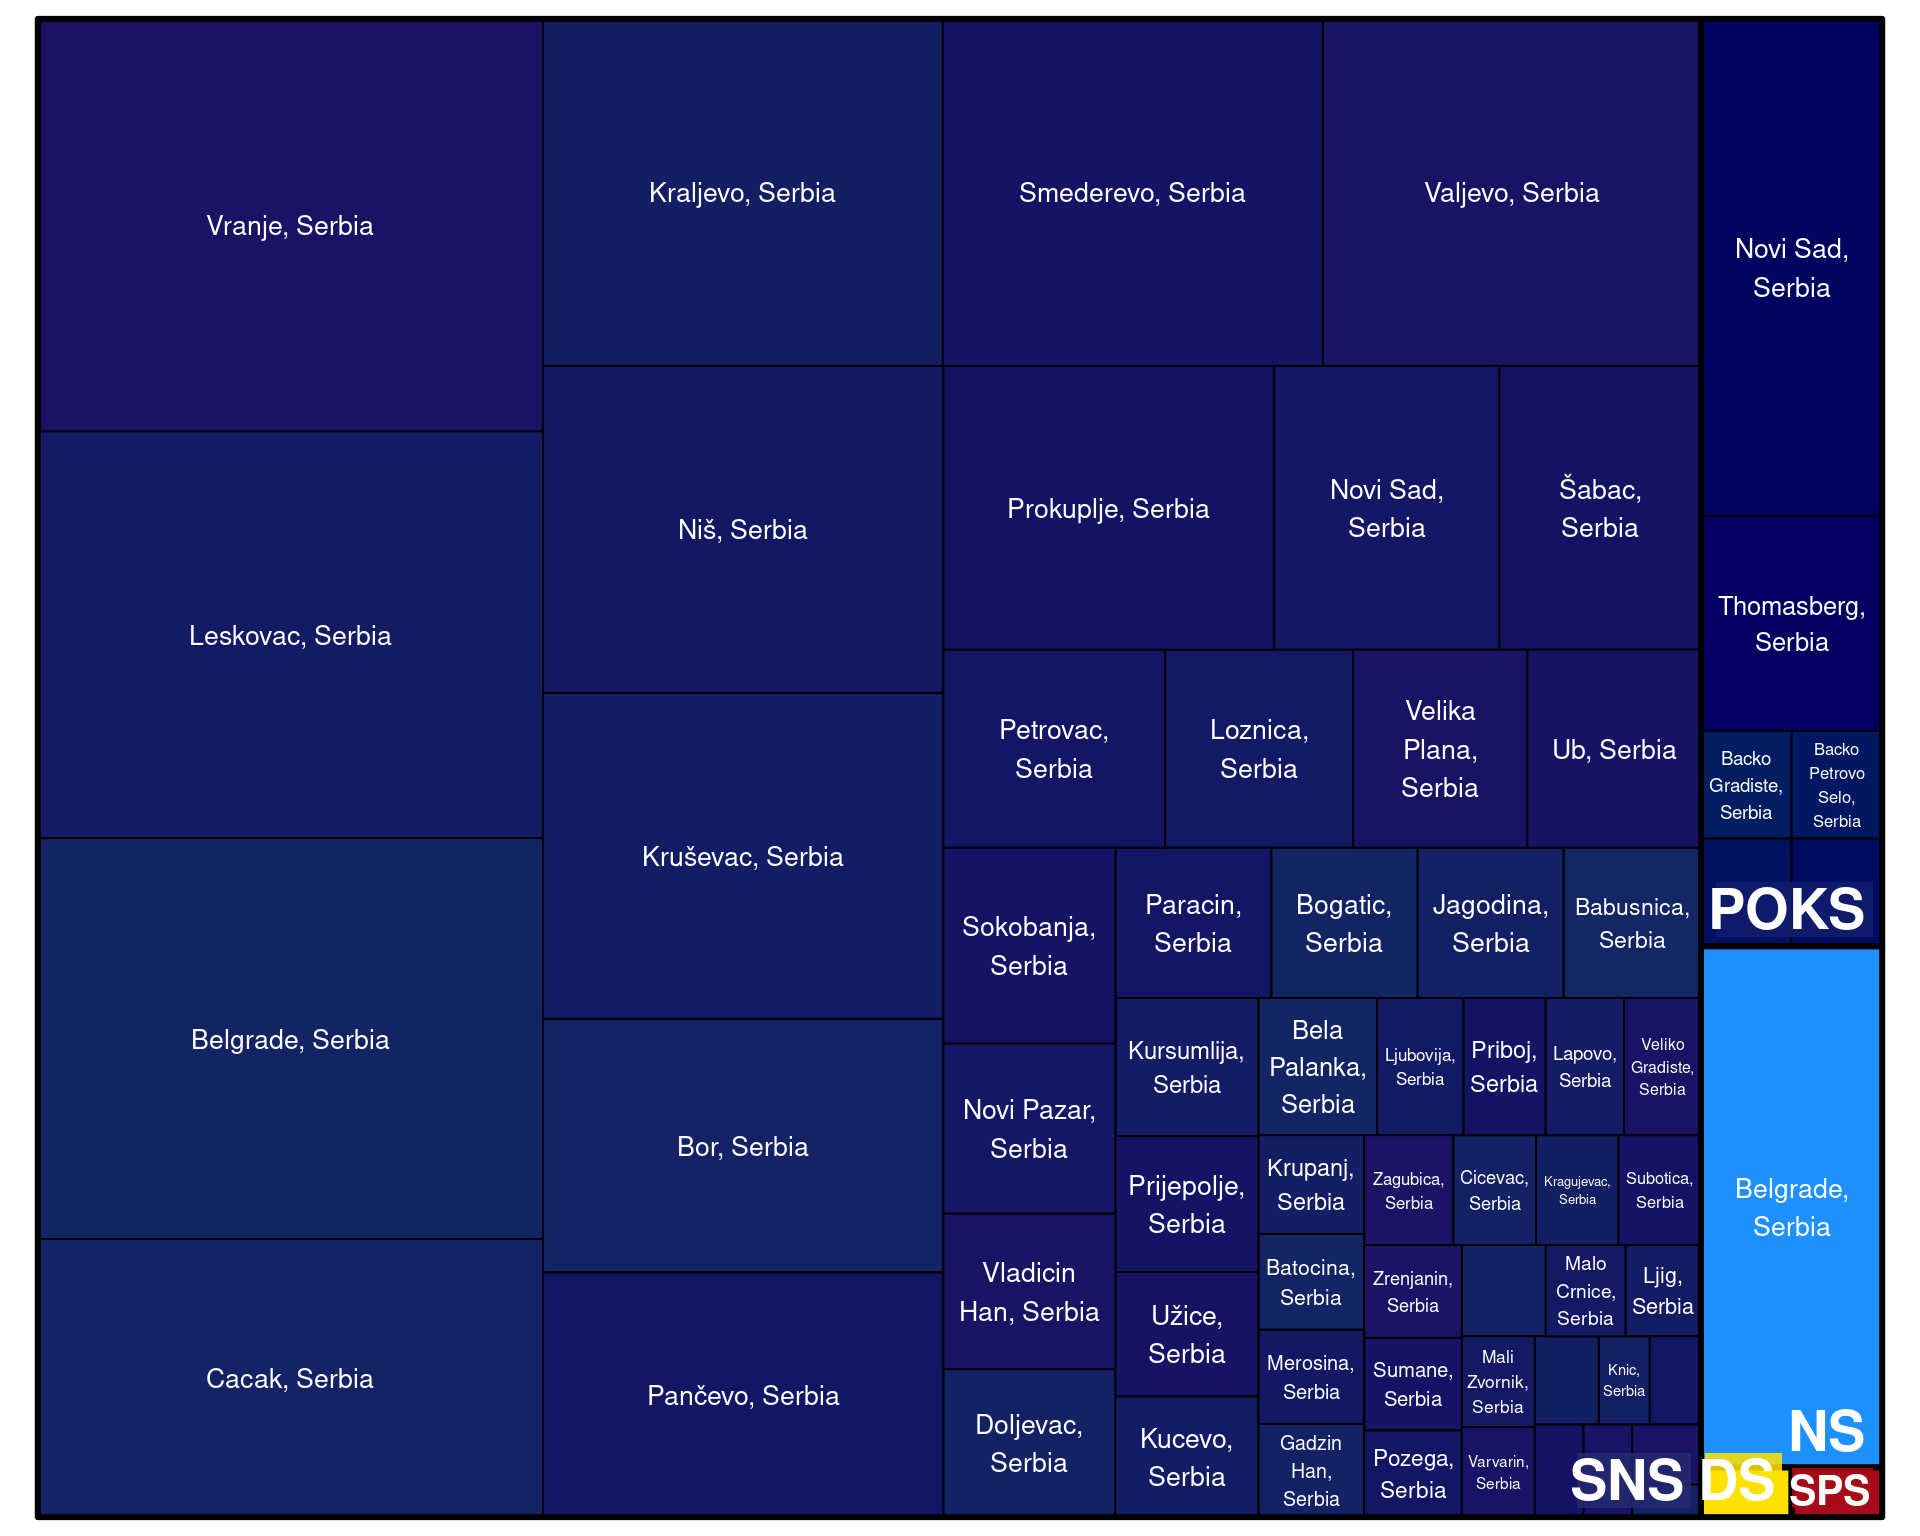 Vranje, Serbia
Leskovac, Serbia
Belgrade, Serbia
Cacak, Serbia
Kraljevo, Serbia
Niš, Serbia
Kruševac, Serbia
Bor, Serbia
Pančevo, Serbia
Smederevo, Serbia
Valjevo, Serbia
Prokuplje, Serbia
Novi Sad,
Serbia
Šabac,
Serbia
Petrovac,
Serbia
Loznica,
Serbia
Velika
Plana,
Serbia
Ub, Serbia
Sokobanja,
Serbia
Novi Pazar,
Serbia
Vladicin
Han, Serbia
Doljevac,
Serbia
Paracin,
Serbia
Bogatic,
Serbia
Jagodina,
Serbia
Babusnica,
Serbia
Kursumlija,
Serbia
Prijepolje,
Serbia
Užice,
Serbia
Kucevo,
Serbia
Bela
Palanka,
Serbia
Ljubovija,
Serbia
Priboj,
Serbia
Lapovo,
Serbia
Veliko
Gradiste,
Serbia
Krupanj,
Serbia
Batocina,
Serbia
Merosina,
Serbia
Gadzin
Han,
Serbia
Zagubica,
Serbia
Cicevac,
Serbia
Kragujevac,
Serbia
Subotica,
Serbia
Zrenjanin,
Serbia
Malo
Crnice,
Serbia
Ljig,
Serbia
Sumane,
Serbia
Mali
Zvornik,
Serbia
Knic,
Serbia
Pozega,
Serbia
Varvarin,
Serbia
SNS
Novi Sad,
Serbia
Thomasberg,
Serbia
Backo
Gradiste,
Serbia
Backo
Petrovo
Selo,
Serbia
POKS
Belgrade,
Serbia
NS
DS
SPS